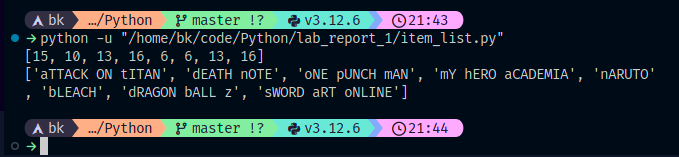 bk …/Python master !? v3.12.6 21:43
→ python -u "/home/bk/code/Python/lab_report_1/item_list.py"
[15, 10, 13, 16, 6, 6, 13, 16]
['aTTACK ON tITAN', 'dEATH nOTE', 'oNE pUNCH mAN', 'mY hERO aCADEMIA', 'nARUTO'
, 'bLEACH', 'dRAGON bALL z', 'sWORD aRT oNLINE']
bk …/Python master !? v3.12.6 21:44
→